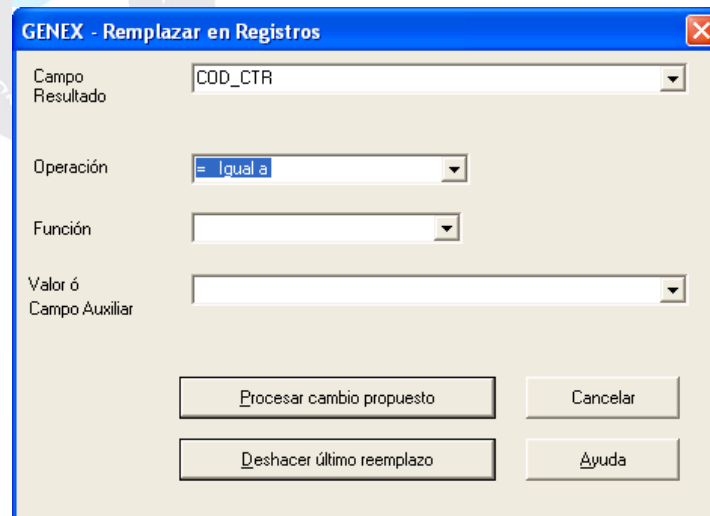 GENEX - Remplazar en Registros
Campo
Resultado
COD_CTR
Operación
= Igual a
Función
Valor ó
Campo Auxiliar
Procesar cambio propuesto
Cancelar
Deshacer último reemplazo
Ayuda